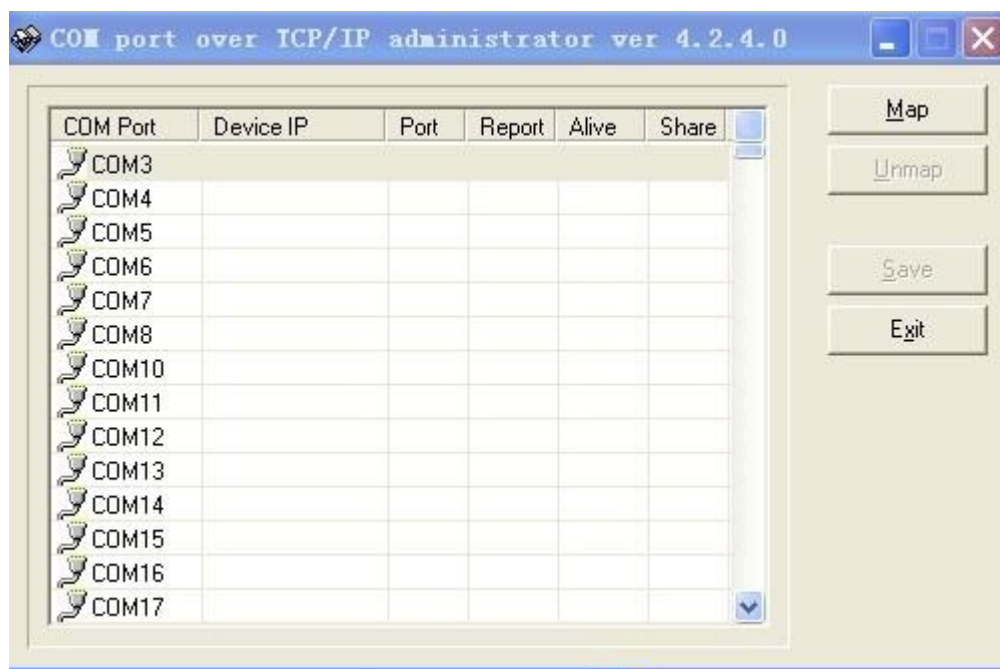 COM port over TCP/IP administrator ver 4.2.4.0
COM Port Device IP Port Report Alive Share
COM3
COM4
COM5
COM6
COM7
COM8
COM10
COM11
COM12
COM13
COM14
COM15
COM16
COM17
Map
Unmap
Save
Exit